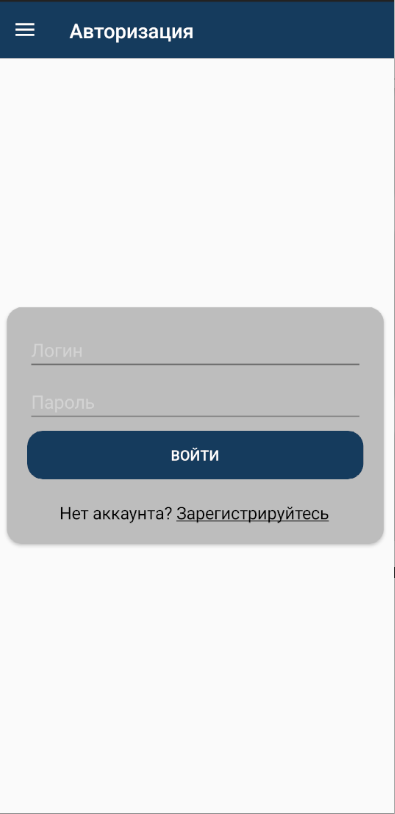 Авторизация
Логин
Пароль
ВОЙТИ
Нет аккаунта? Зарегистрируйтесь